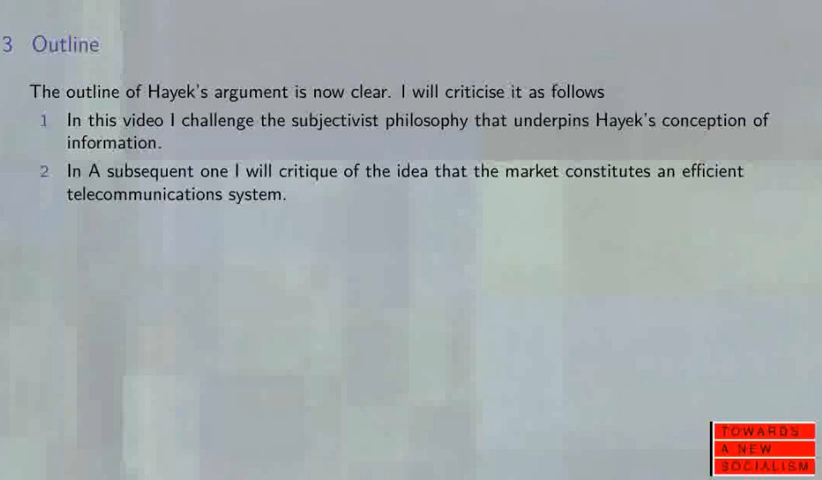 3 Outline
The outline of Hayek's argument is now clear. I will criticise it as follows
1 In this video I challenge the subjectivist philosophy that underpins Hayek's conception of
information.
2 In A subsequent one I will critique of the idea that the market constitutes an efficient
telecommunications system.
TOWARDS
A NEW
SOCIALISM